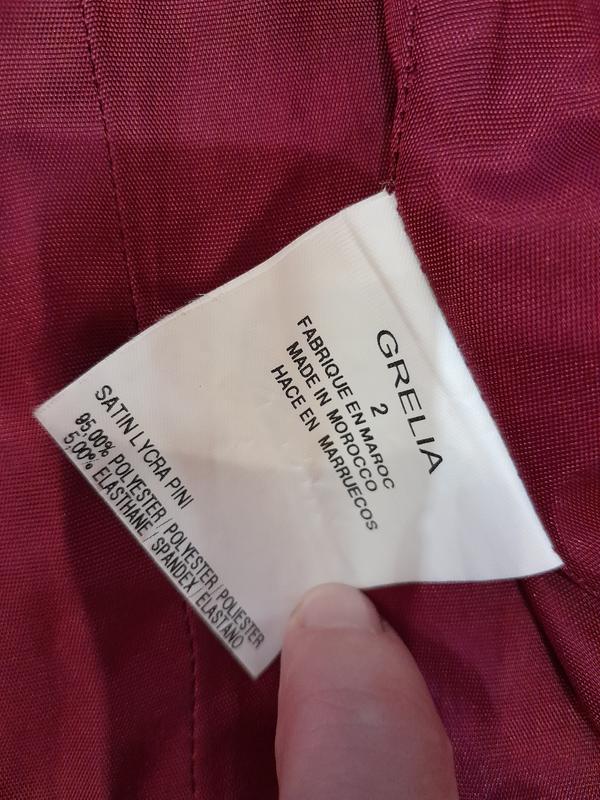 GRELIA
2
FABRIQUE EN MAROC
MADE IN MOROCCO
HACE EN MARRUECOS
SATIN LYCRA PINI
95,00% POLYESTER / POLYESTER / POLIESTER
5,00% ELASTHANE / SPANDEX / ELASTANO